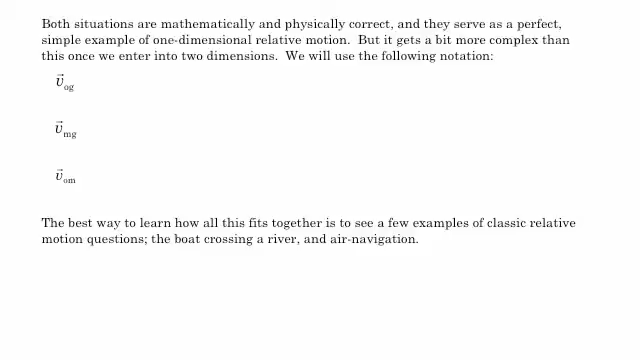 Both situations are mathematically and physically correct, and they serve as a perfect,
simple example of one-dimensional relative motion.  But it gets a bit more complex than
this once we enter into two dimensions.  We will use the following notation:
v⃗og
v⃗mg
v⃗om
The best way to learn how all this fits together is to see a few examples of classic relative
motion questions; the boat crossing a river, and air-navigation.